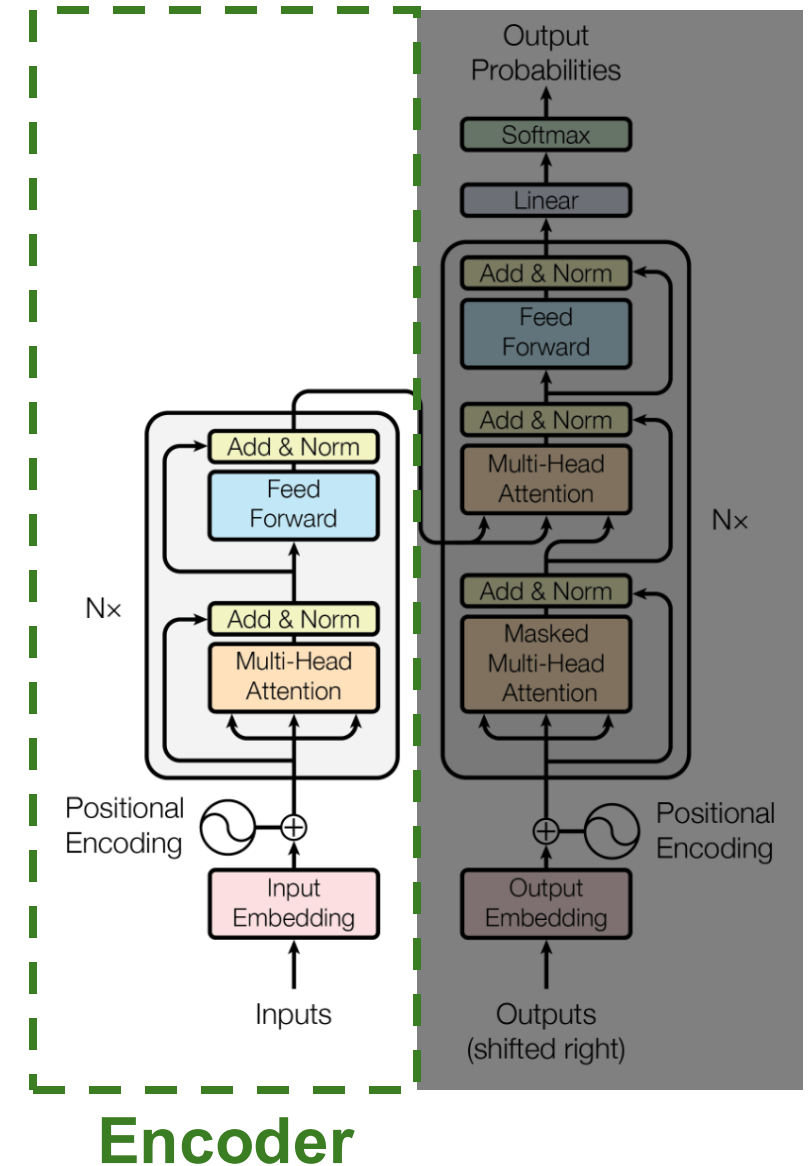 Output
Probabilities
Softmax
Linear
Add & Norm
Feed
Forward
Add & Norm
Multi-Head
Attention
N×
Add & Norm
Masked
Multi-Head
Attention
Positional
Encoding
Output
Embedding
Outputs
(shifted right)
Add & Norm
Feed
Forward
N×
Add & Norm
Multi-Head
Attention
Positional
Encoding
Input
Embedding
Inputs
Encoder